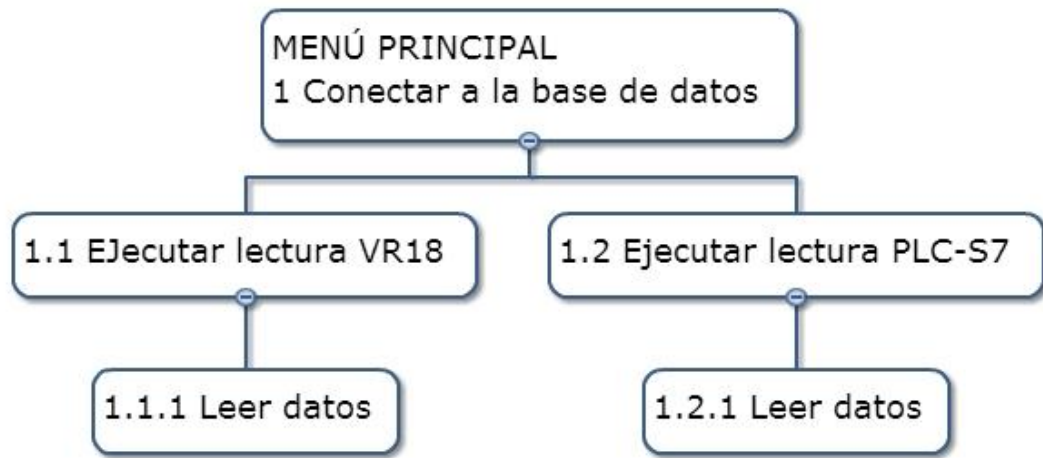 MENÚ PRINCIPAL
1 Conectar a la base de datos
1.1 EJecutar lectura VR18
1.2 Ejecutar lectura PLC-S7
1.1.1 Leer datos
1.2.1 Leer datos